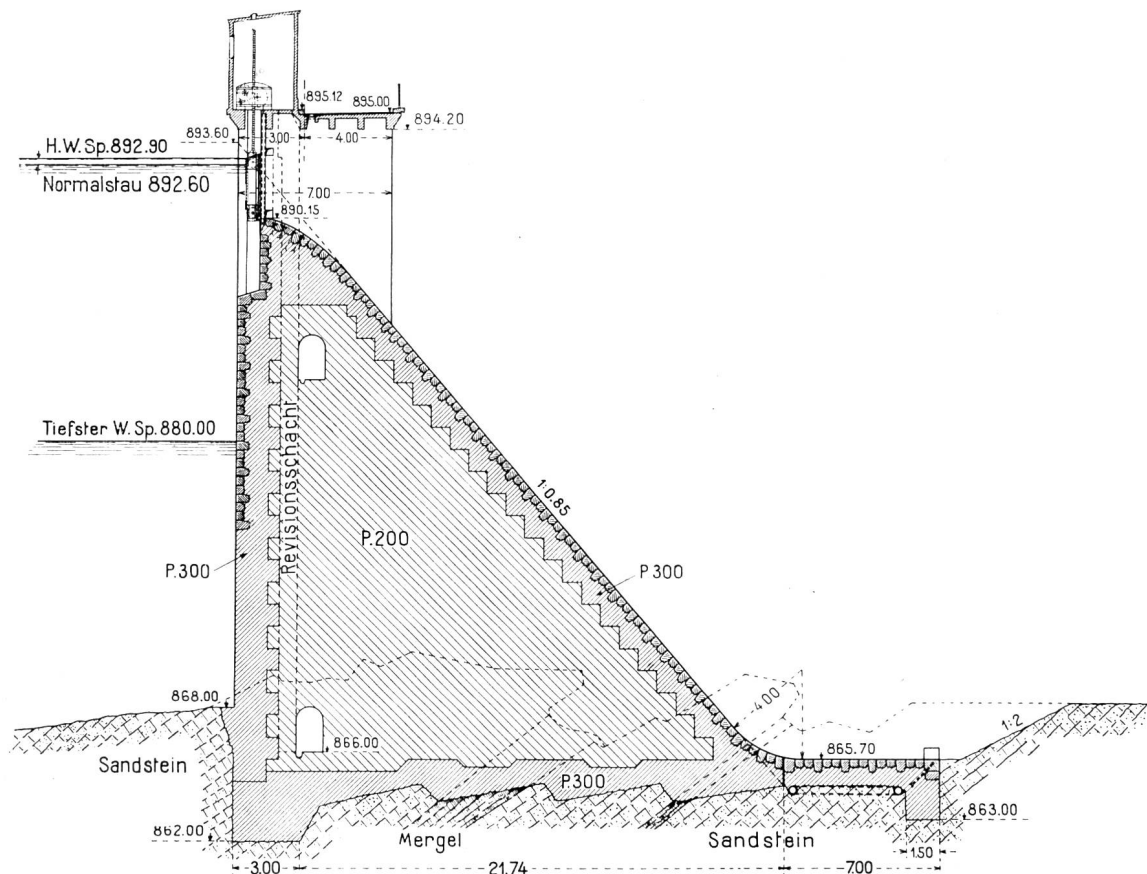 895.12
895.00
894.20
893.60
3.00
4.00
H.W.Sp.892.90
Normalstau 892.60
7.00
890.15
Tiefster W.Sp.880.00
Revisionsschacht
1:0.85
P.200
P.300
P.300
868.00
4.00
1:2
866.00
865.70
Sandstein
P.300
862.00
863.00
Mergel
Sandstein
1.50
3.00
21.74
7.00